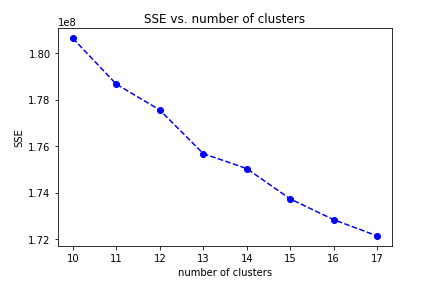 SSE vs. number of clusters
1e8
1.80
1.78
1.76
1.74
1.72
SSE
10 11 12 13 14 15 16 17
number of clusters